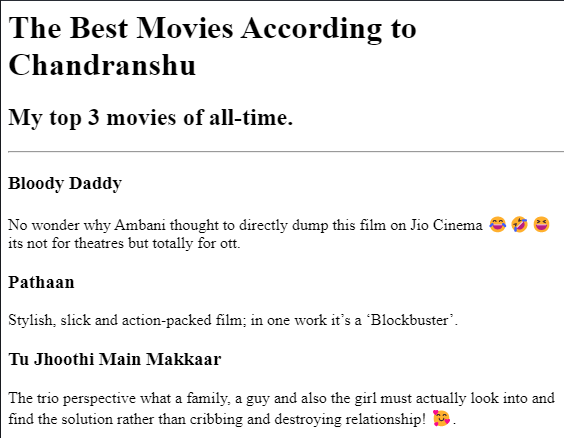 The Best Movies According to
Chandranshu
My top 3 movies of all-time.
Bloody Daddy
No wonder why Ambani thought to directly dump this film on Jio Cinema 😂 🤣 😆
its not for theatres but totally for ott.
Pathaan
Stylish, slick and action-packed film; in one work it’s a ‘Blockbuster’.
Tu Jhoothi Main Makkaar
The trio perspective what a family, a guy and also the girl must actually look into and
find the solution rather than cribbing and destroying relationship! 🥰.